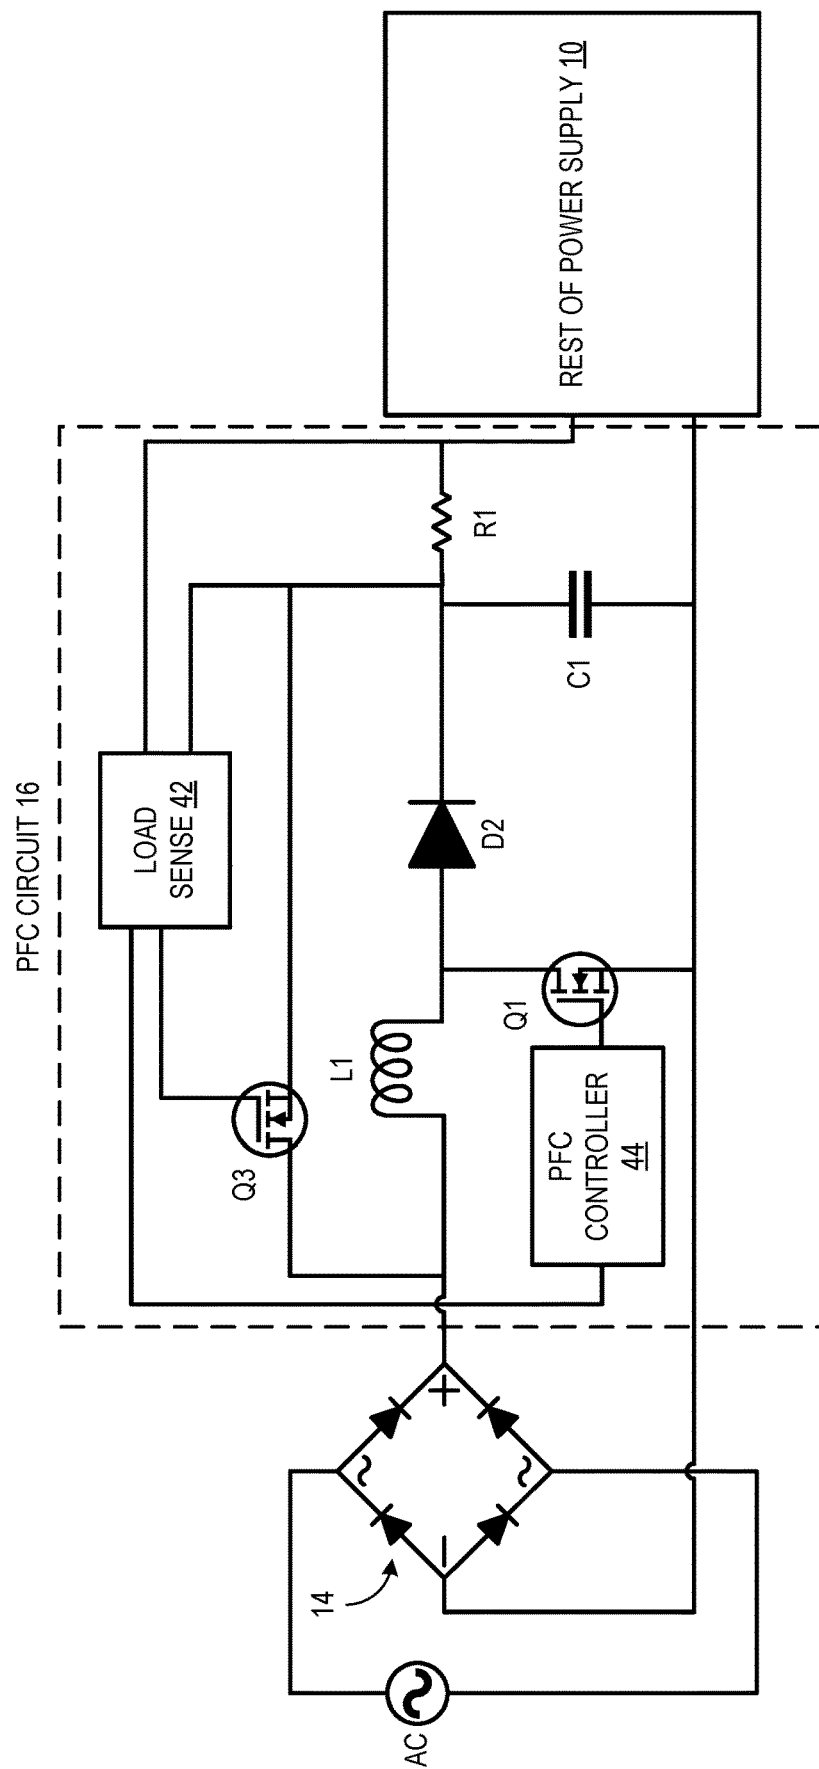 PFC CIRCUIT 16
LOAD
SENSE 42
REST OF POWER SUPPLY 10
Q3
L1
D2
R1
C1
Q1
PFC
CONTROLLER
44
14
AC
+
−
~
~